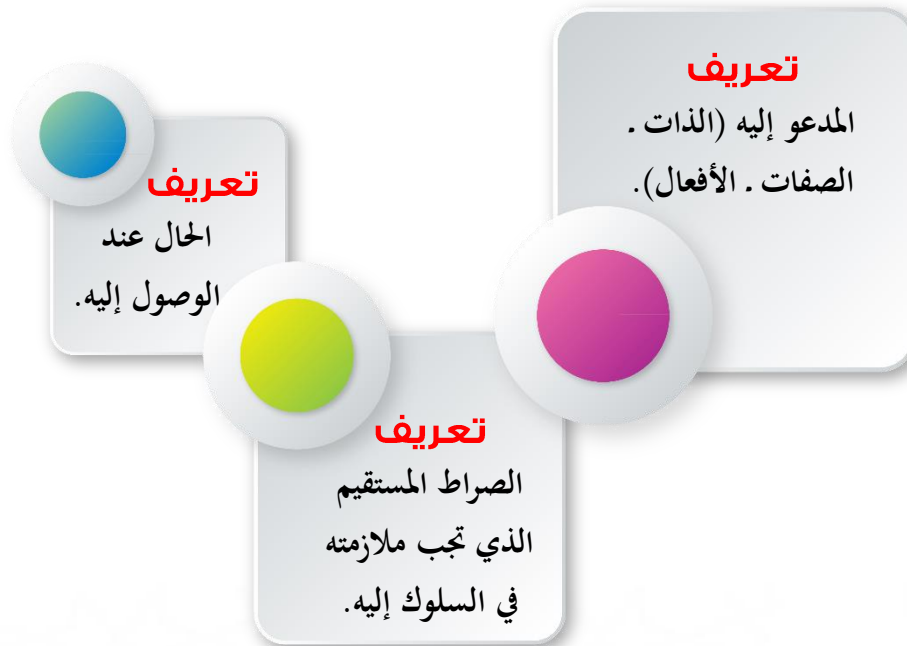 تعريف
المدعو إليه (الذات .
الصفات . الأفعال).
تعريف
الصراط المستقيم
الذي تجب ملازمته
في السلوك إليه.
تعريف
الحال عند
الوصول إليه.